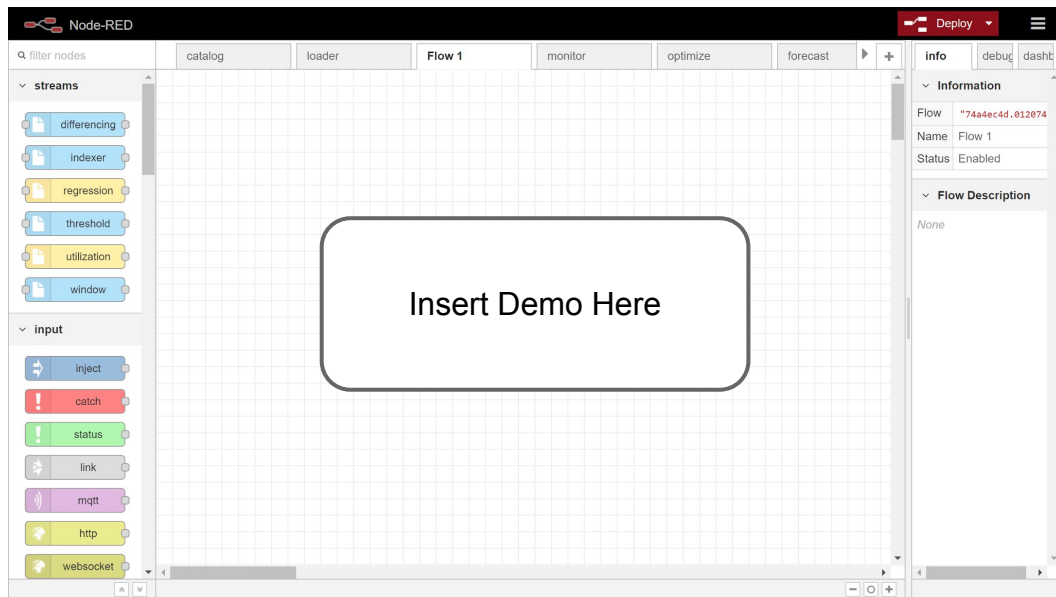 Node-RED
Deploy
filter nodes
catalog
loader
Flow 1
monitor
optimize
forecast
info
debug
dashb
streams
differencing
indexer
regression
threshold
utilization
window
input
inject
catch
status
link
mqtt
http
websocket
Insert Demo Here
Information
Flow "74a4ec4d.012074
Name Flow 1
Status Enabled
Flow Description
None